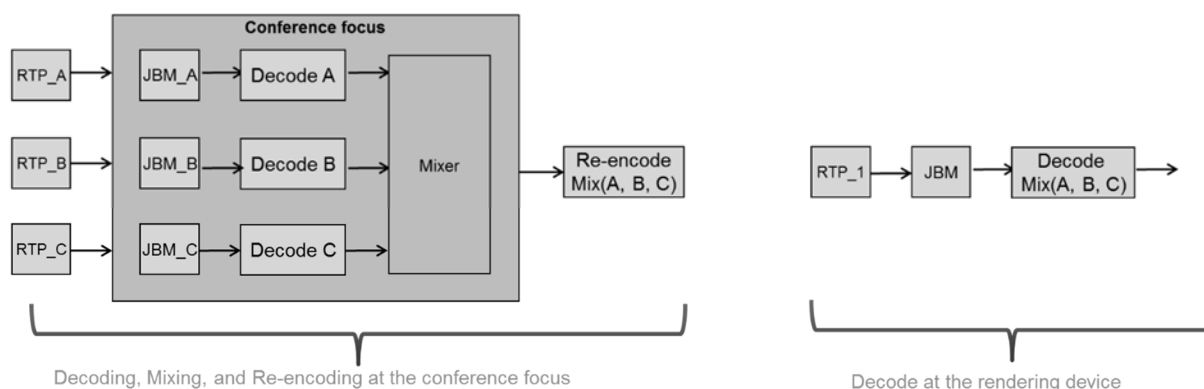 Conference focus
RTP_A
JBM_A
Decode A
RTP_B
JBM_B
Decode B
Mixer
Re-encode
Mix(A, B, C)
RTP_C
JBM_C
Decode C
RTP_1
JBM
Decode
Mix(A, B, C)
Decoding, Mixing, and Re-encoding at the conference focus
Decode at the rendering device